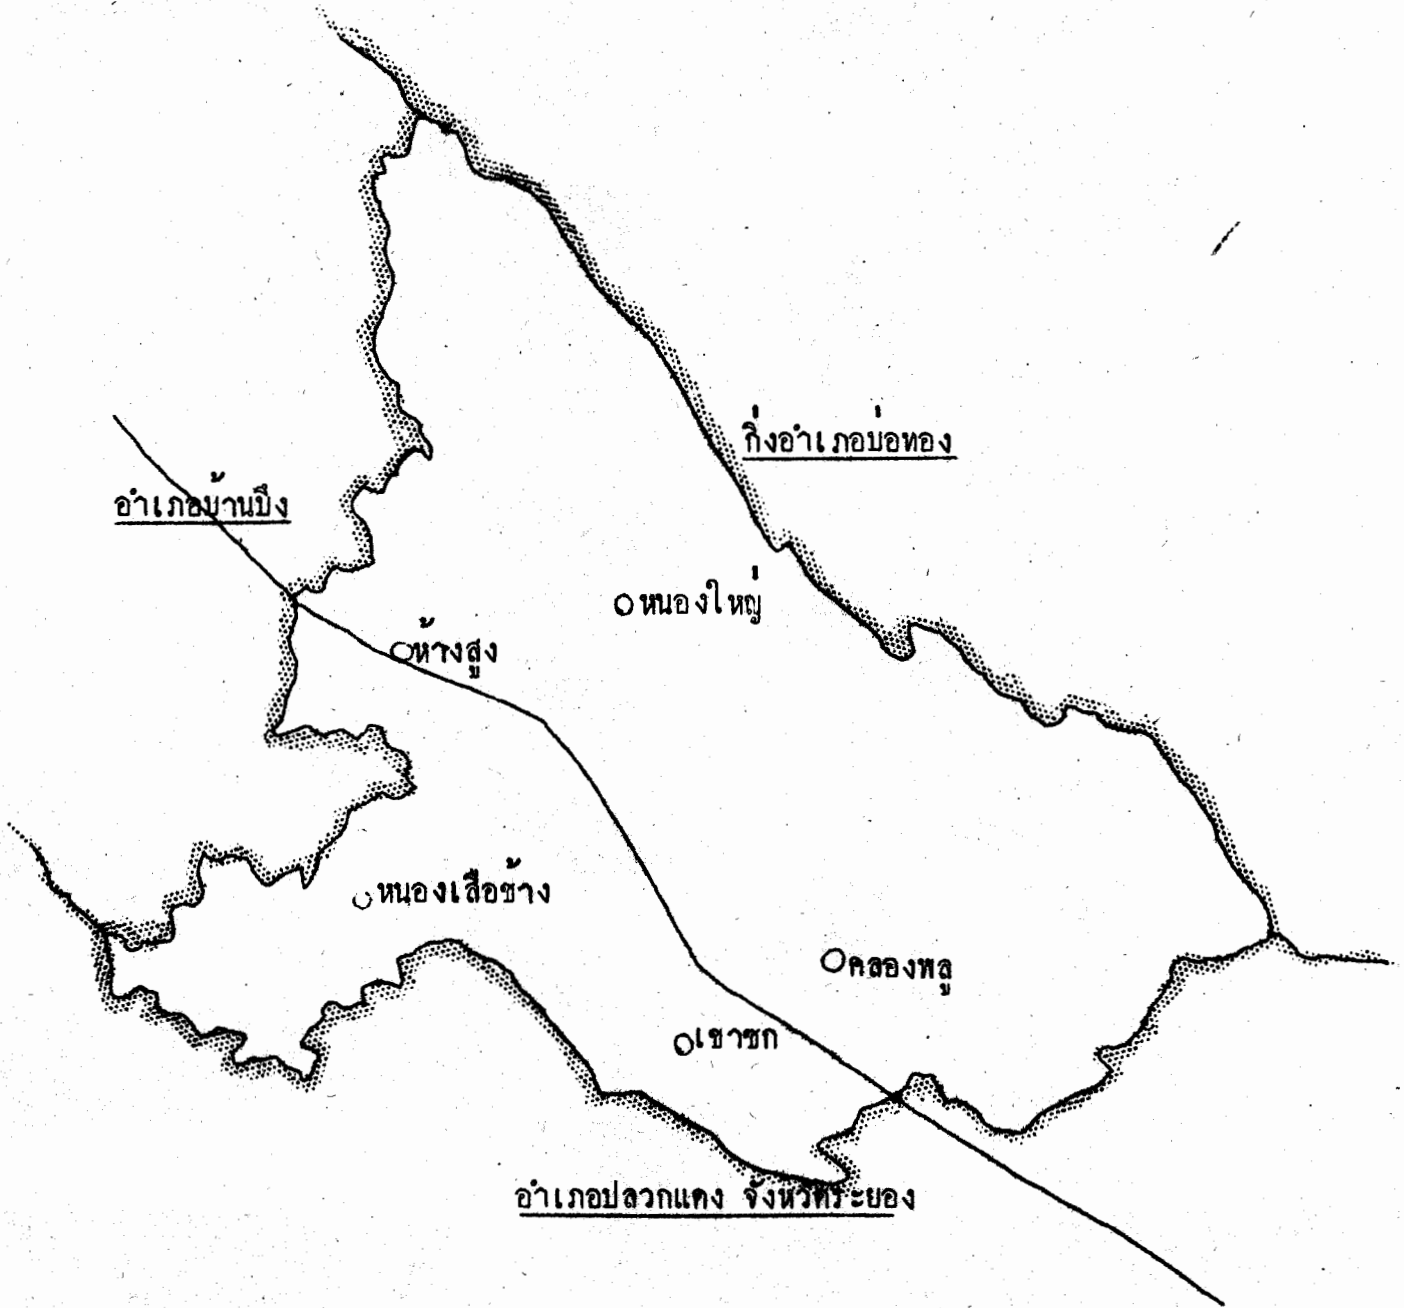 กิ่งอำเภอบ่อทอง
อำเภอบ้านบึง
หนองใหญ่
ห้างสูง
หนองเสือช้าง
คลองพลู
เขาซก
อำเภอปลวกแดง จังหวัดระยอง